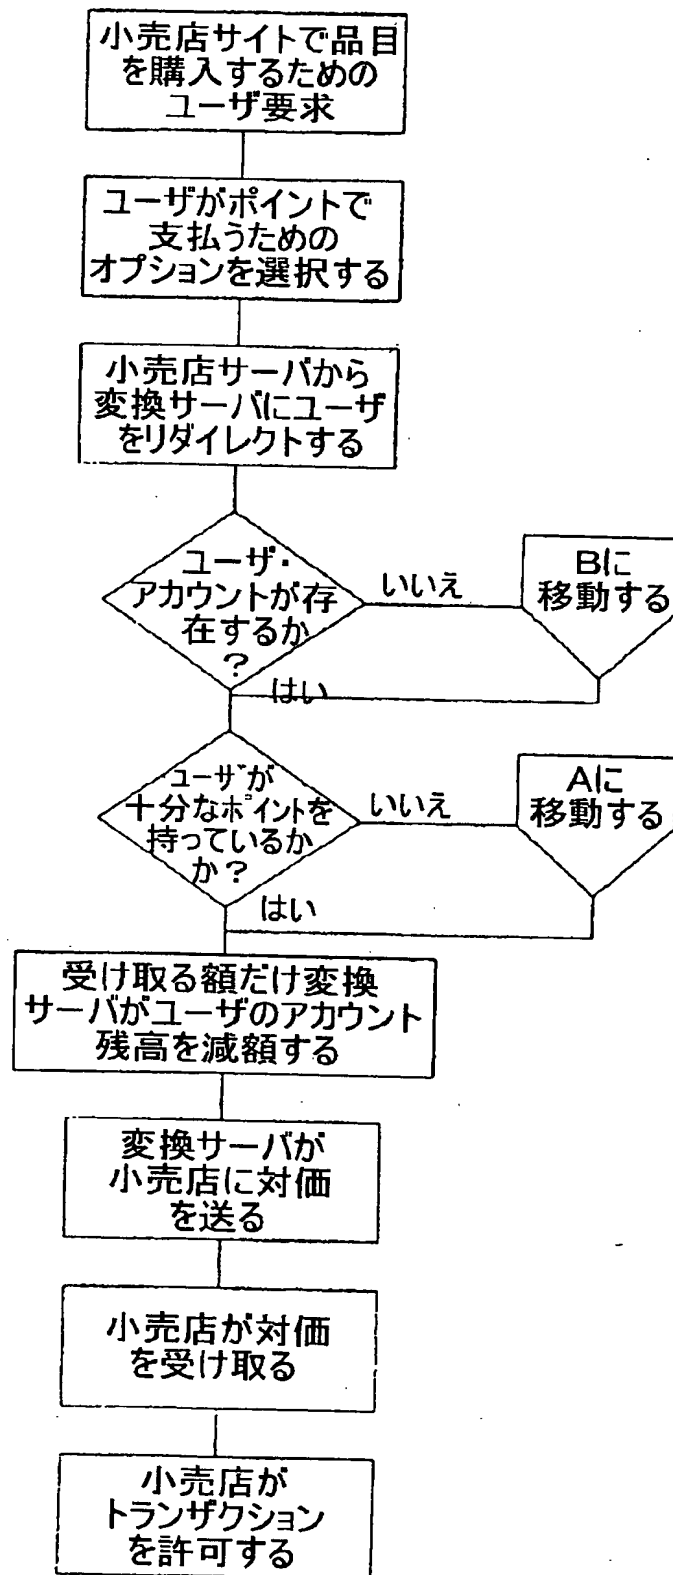 小売店サイトで品目
を購入するための
ユーザ要求
ユーザがポイントで
支払うための
オプションを選択する
小売店サーバから
変換サーバにユーザ
をリダイレクトする
ユーザ・
アカウントが存
在するか
?
いいえ
Bに
移動する
はい
ユーザが
十分なポイントを
持っているか
か?
いいえ
Aに
移動する
はい
受け取る額だけ変換
サーバがユーザのアカウント
残高を減額する
変換サーバが
小売店に対価
を送る
小売店が対価
を受け取る
小売店が
トランザクション
を許可する